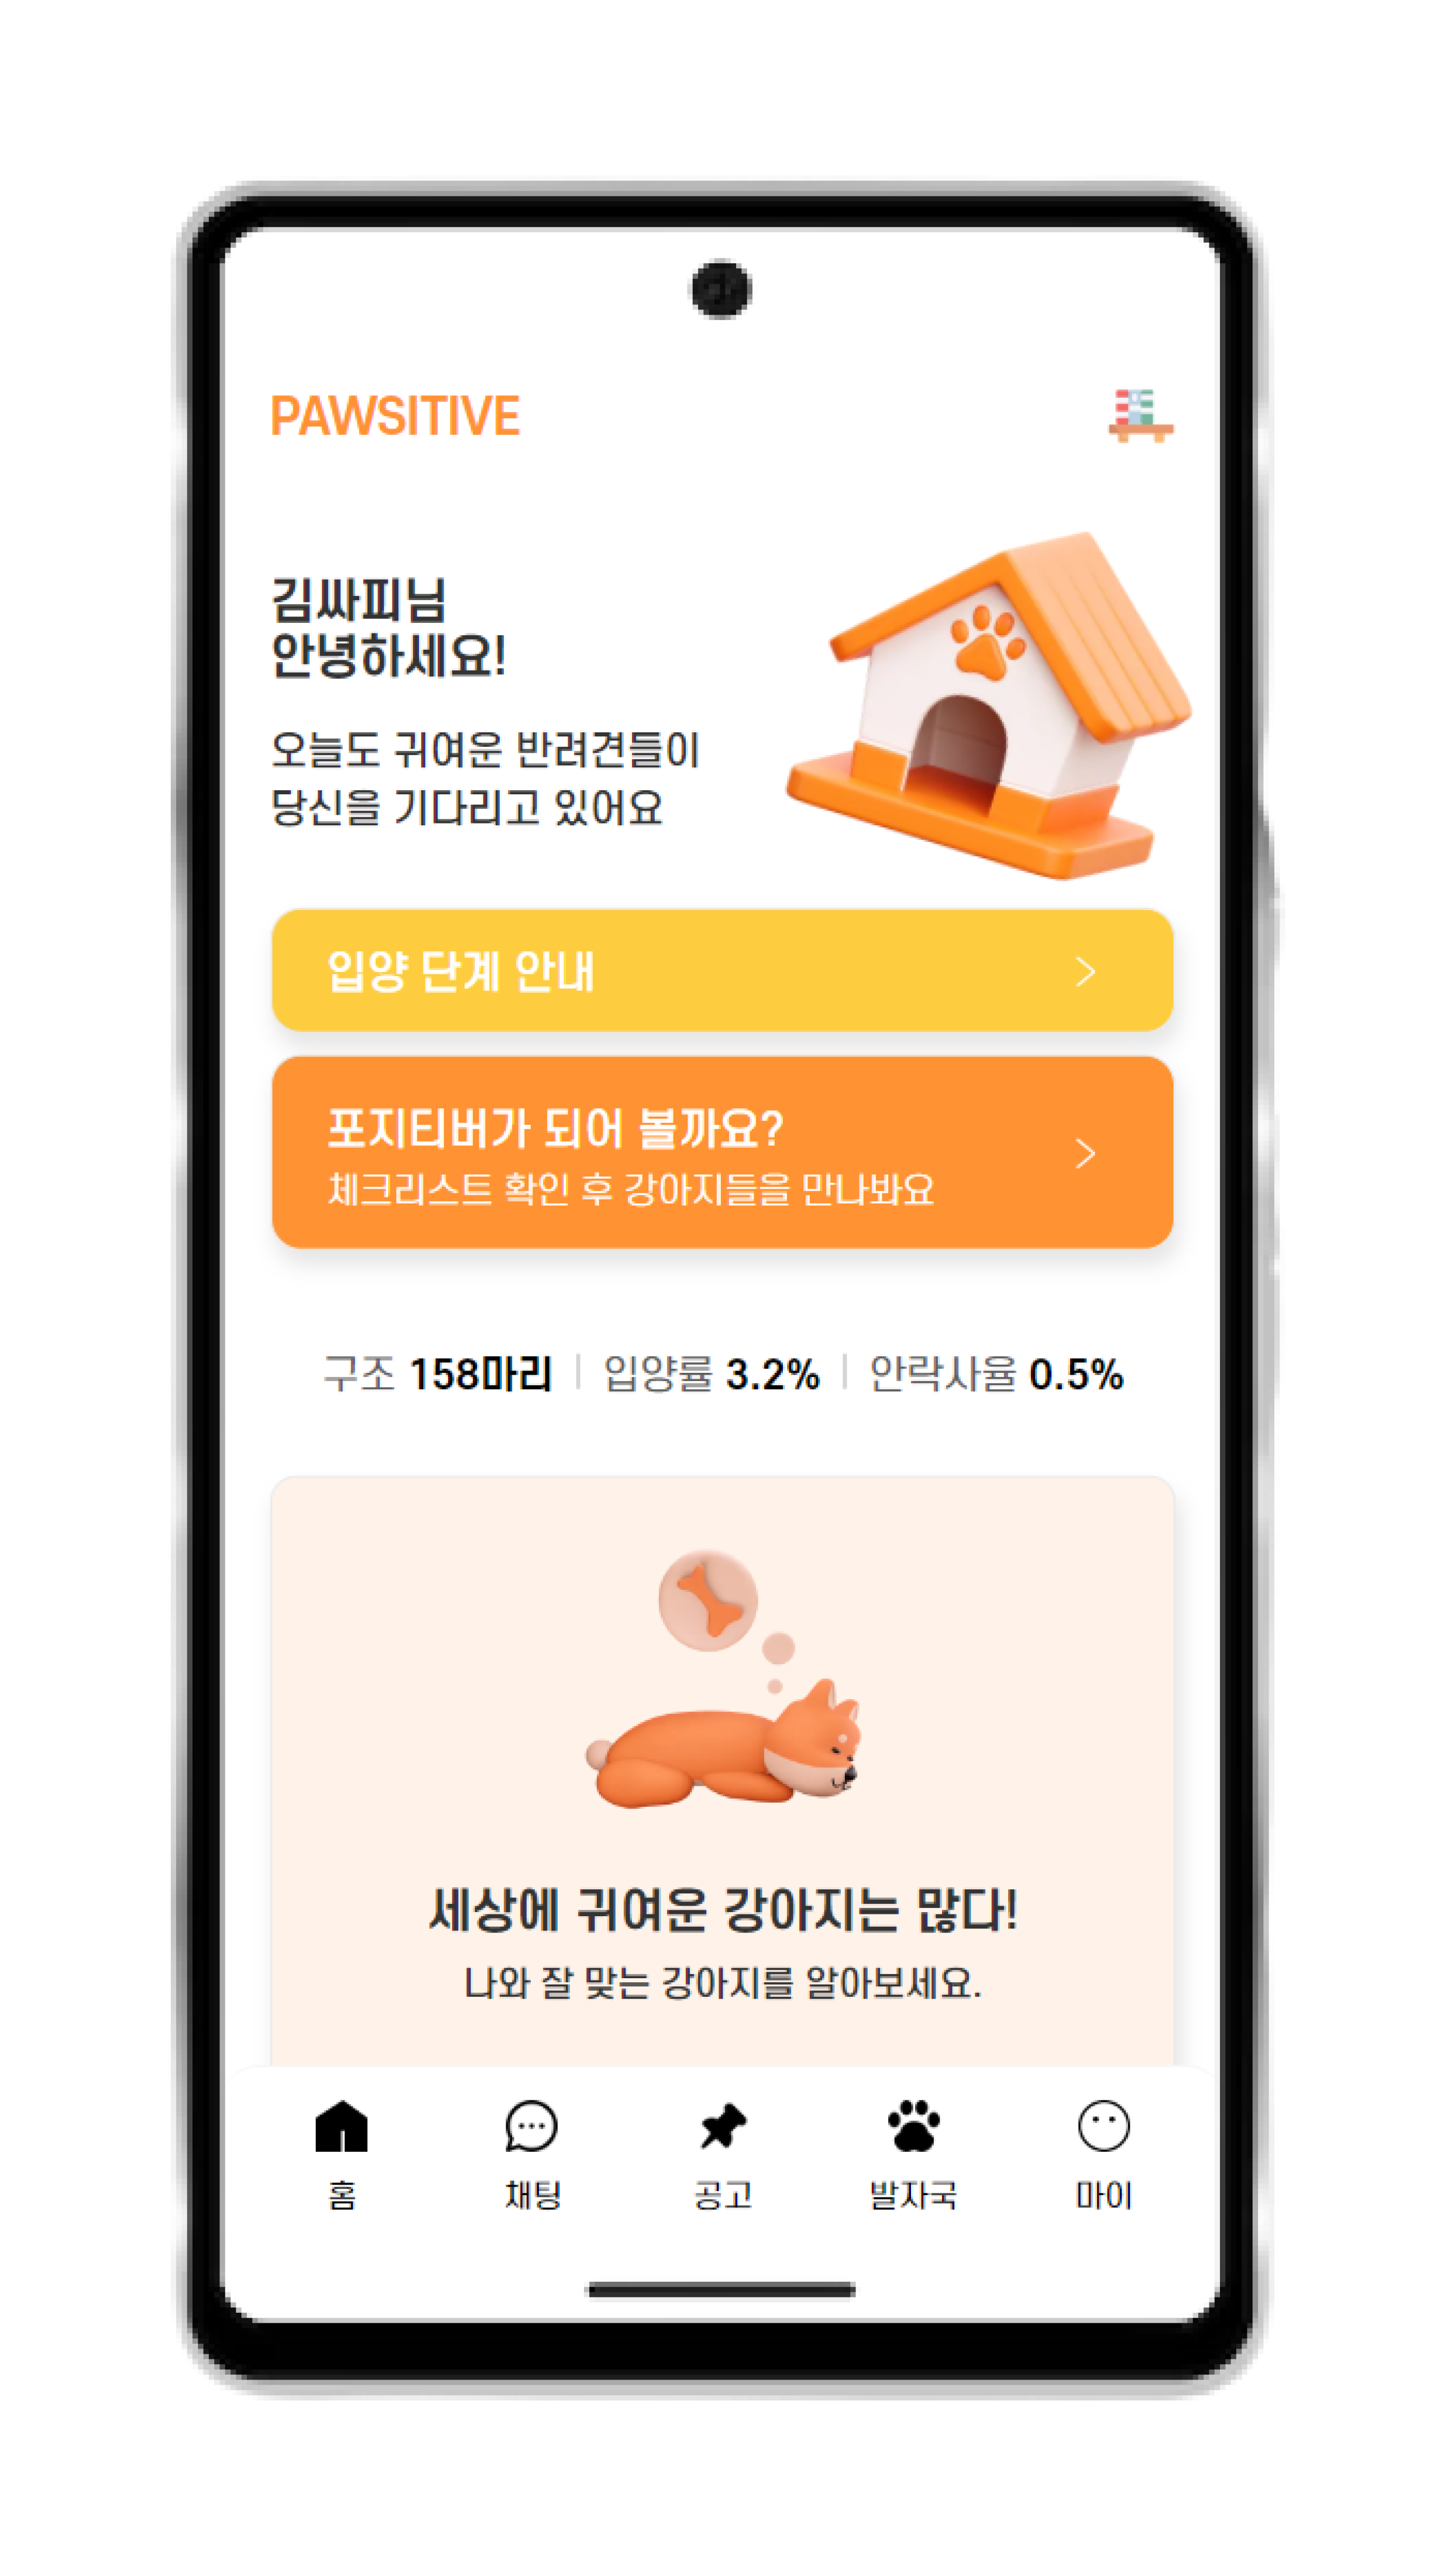 PAWSITIVE
김싸피님
안녕하세요!
오늘도 귀여운 반려견들이
당신을 기다리고 있어요
입양 단계 안내
포지티버가 되어 볼까요?
체크리스트 확인 후 강아지들을 만나봐요
구조 158마리 | 입양률 3.2% | 안락사율 0.5%
세상에 귀여운 강아지는 많다!
나와 잘 맞는 강아지를 알아보세요.
홈 채팅 공고 발자국 마이